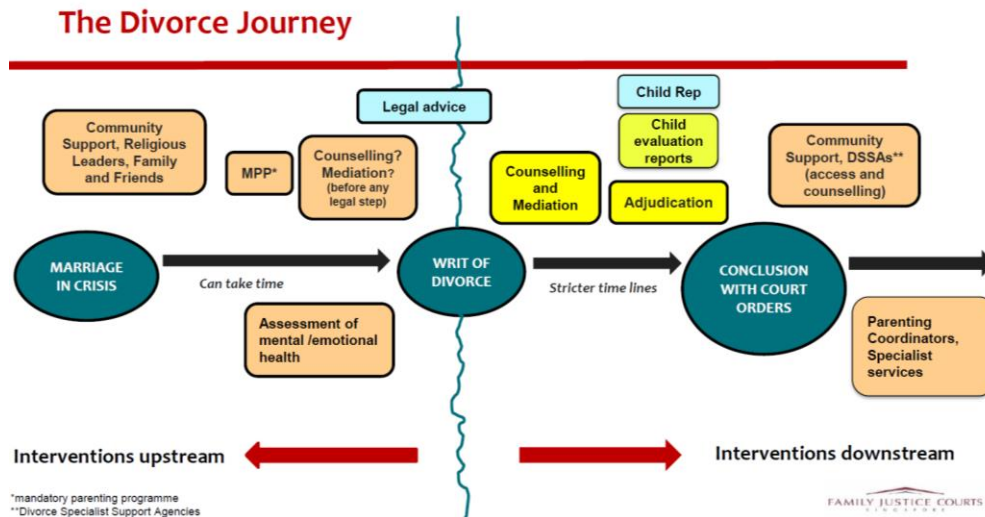 The Divorce Journey
Legal advice
Child Rep
Community
Support, Religious
Leaders, Family
and Friends
MPP*
Counselling?
Mediation?
(before any
legal step)
Counselling
and
Mediation
Child
evaluation
reports
Adjudication
Community
Support, DSSAs**
(access and
counselling)
MARRIAGE
IN CRISIS
Can take time
WRIT OF
DIVORCE
Stricter time lines
CONCLUSION
WITH COURT
ORDERS
Assessment of
mental /emotional
health
Parenting
Coordinators,
Specialist
services
Interventions upstream
Interventions downstream
*mandatory parenting programme
**Divorce Specialist Support Agencies
FAMILY JUSTICE COURTS
SINGAPORE